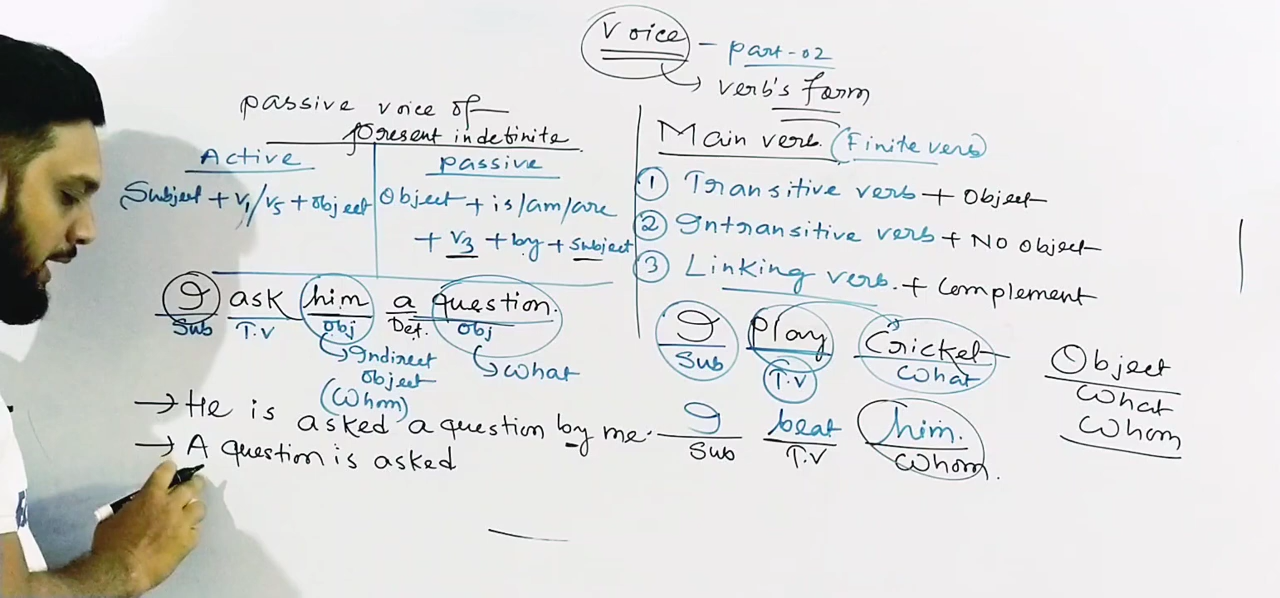 Voice - part-02
verb's form
passive voice of
present indefinite.
Active
passive
Subject + V1/V5 + object
Object + is/am/are
+ V3 + by + subject
I ask him a question.
Sub T.V Obj Det. Obj
Indirect object (whom)
what
→ He is asked a question by me.
→ A question is asked
Main verb. (Finite verb)
1 Transitive verb + Object
2 Intransitive verb + No object
3 Linking verb. + Complement
I play Cricket
Sub T.V what
I beat him.
Sub T.V whom.
Object
what
whom